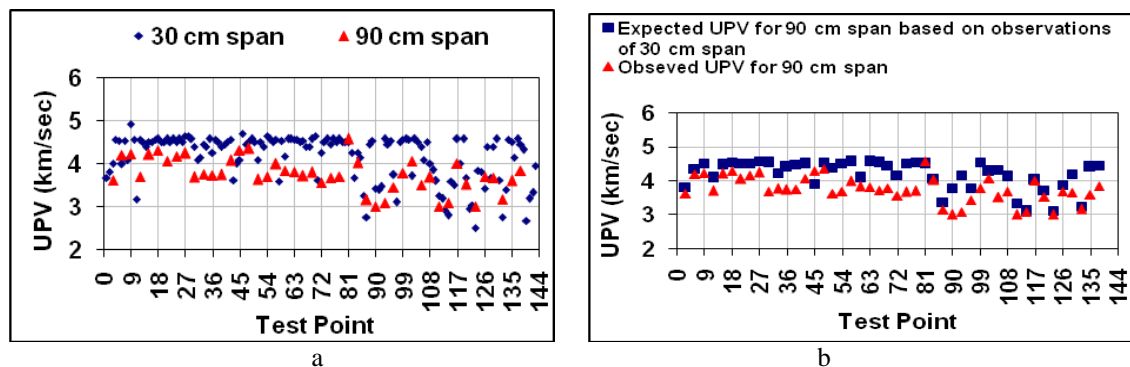 30 cm span 90 cm span
UPV (km/sec)
6
5
4
3
2
0 9 18 27 36 45 54 63 72 81 90 99 108 117 126 135 144
Test Point
a
Expected UPV for 90 cm span based on observations
of 30 cm span
Obseved UPV for 90 cm span
UPV (km/sec)
6
5
4
3
2
0 9 18 27 36 45 54 63 72 81 90 99 108 117 126 135 144
Test Point
b